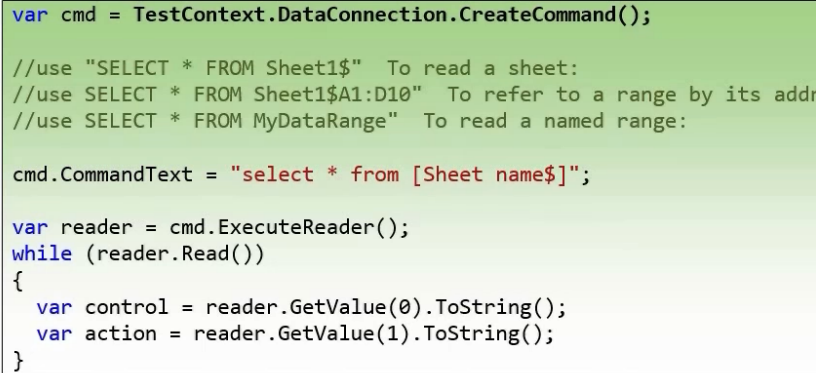 var cmd = TestContext.DataConnection.CreateCommand();
//use "SELECT * FROM Sheet1$"  To read a sheet:
//use SELECT * FROM Sheet1$A1:D10"  To refer to a range by its addr
//use SELECT * FROM MyDataRange"  To read a named range:
cmd.CommandText = "select * from [Sheet name$]";
var reader = cmd.ExecuteReader();
while (reader.Read())
{
  var control = reader.GetValue(0).ToString();
  var action = reader.GetValue(1).ToString();
}